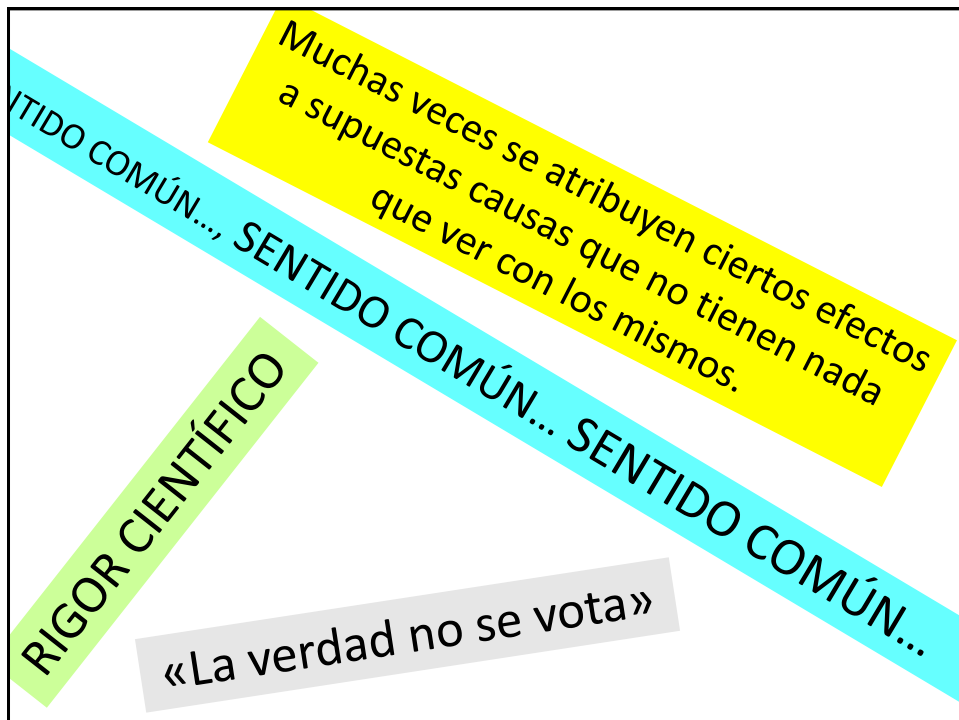 Muchas veces se atribuyen ciertos efectos
a supuestas causas que no tienen nada
que ver con los mismos.
NTIDO COMÚN..., SENTIDO COMÚN... SENTIDO COMÚN...
RIGOR CIENTÍFICO
«La verdad no se vota»